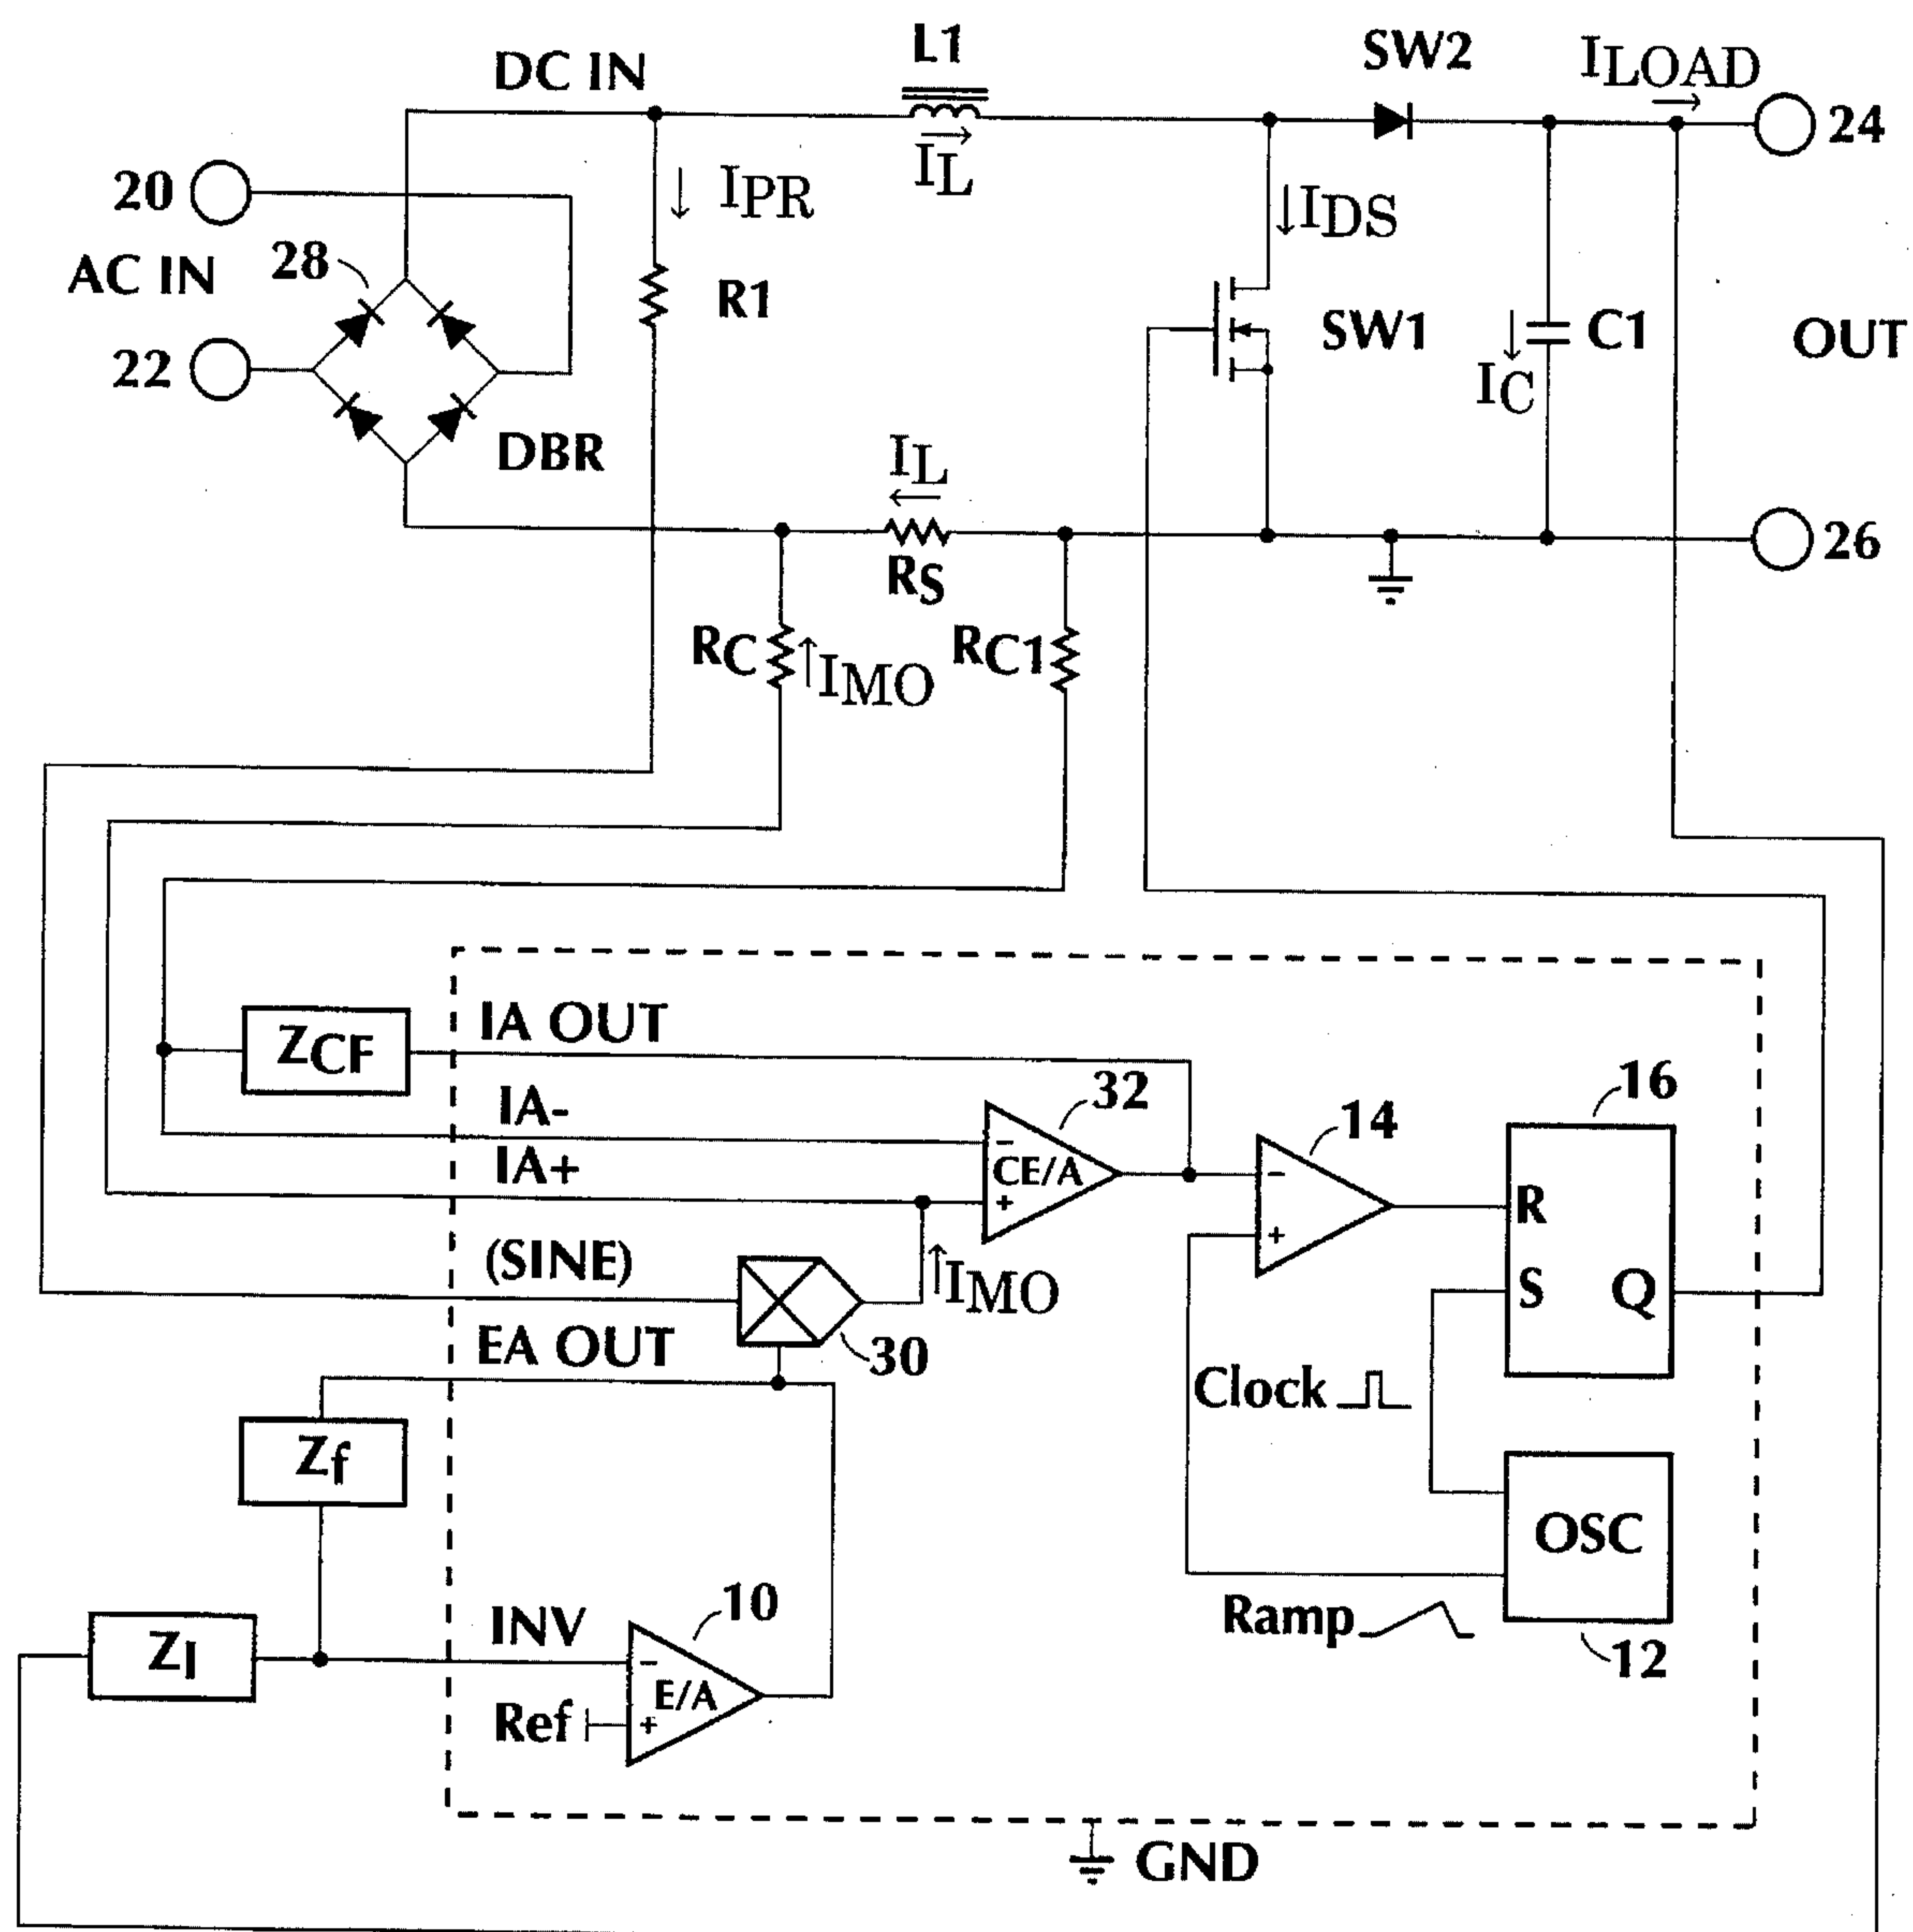 L1
SW2
ILOAD
DC IN
24
20
IPR
IL
IDS
AC IN
28
R1
SW1
C1
OUT
22
IC
DBR
IL
26
RS
RC
IMO
RC1
IA OUT
ZCF
16
IA-
32
14
IA+
-
CE/A
+
-
+
R
(SINE)
S
Q
IMO
EA OUT
30
Clock
Zf
OSC
10
INV
Ramp
ZI
-
E/A
12
Ref
+
GND